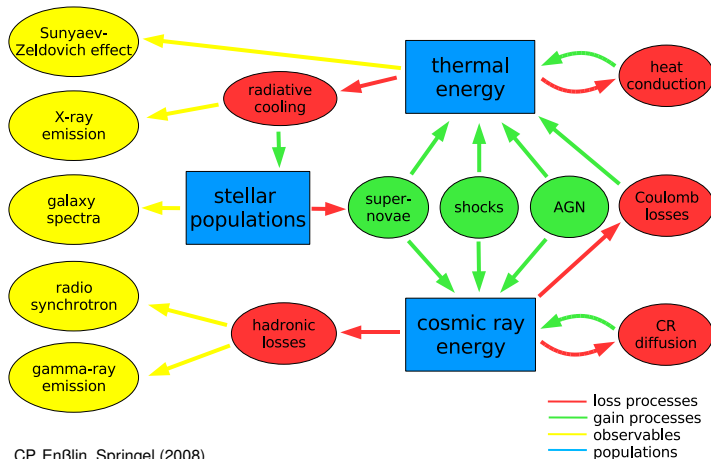 Sunyaev-
Zeldovich effect
thermal
energy
heat
conduction
radiative
cooling
X-ray
emission
stellar
populations
galaxy
spectra
super-
novae
shocks
AGN
Coulomb
losses
radio
synchrotron
hadronic
losses
cosmic ray
energy
CR
diffusion
gamma-ray
emission
loss processes
gain processes
observables
populations
CP, Enßlin, Springel (2008)